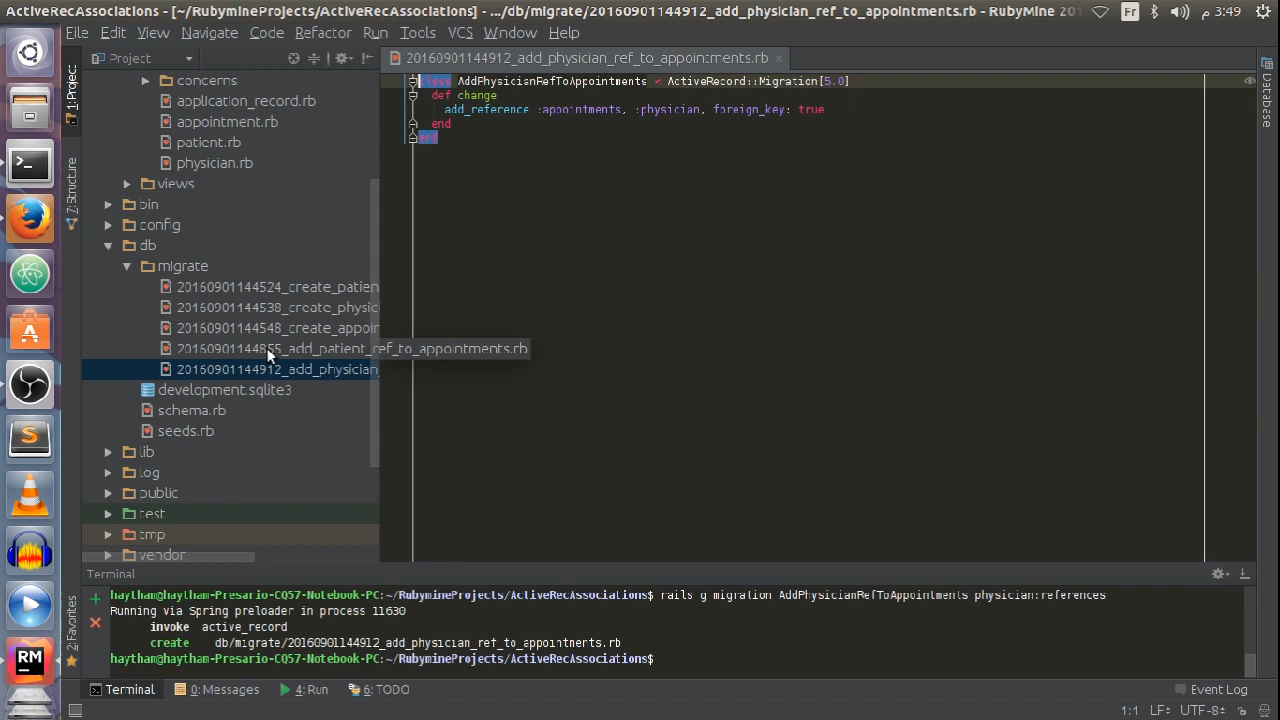 ActiveRecAssociations - [~/RubymineProjects/ActiveRecAssociations] - .../db/migrate/20160901144912_add_physician_ref_to_appointments.rb - RubyMine 201
Fr
م 3:49
File Edit View Navigate Code Refactor Run Tools VCS Window Help
Project
20160901144912_add_physician_ref_to_appointments.rb
1: Project
7: Structure
2: Favorites
Database
concerns
application_record.rb
appointment.rb
patient.rb
physician.rb
views
bin
config
db
migrate
20160901144524_create_patien
20160901144538_create_physic
20160901144548_create_appoin
20160901144855_add_patient_ref_to_appointments.rb
20160901144912_add_physician
development.sqlite3
schema.rb
seeds.rb
lib
log
public
test
tmp
vendor
class AddPhysicianRefToAppointments < ActiveRecord::Migration[5.0]
def change
add_reference :appointments, :physician, foreign_key: true
end
end
Terminal
haytham@haytham-Presario-CQ57-Notebook-PC:~/RubymineProjects/ActiveRecAssociations$ rails g migration AddPhysicianRefToAppointments physician:references
Running via Spring preloader in process 11630
invoke active_record
create db/migrate/20160901144912_add_physician_ref_to_appointments.rb
haytham@haytham-Presario-CQ57-Notebook-PC:~/RubymineProjects/ActiveRecAssociations$
RM
Terminal 0: Messages 4: Run 6: TODO Event Log
1:1 LF÷ UTF-8÷